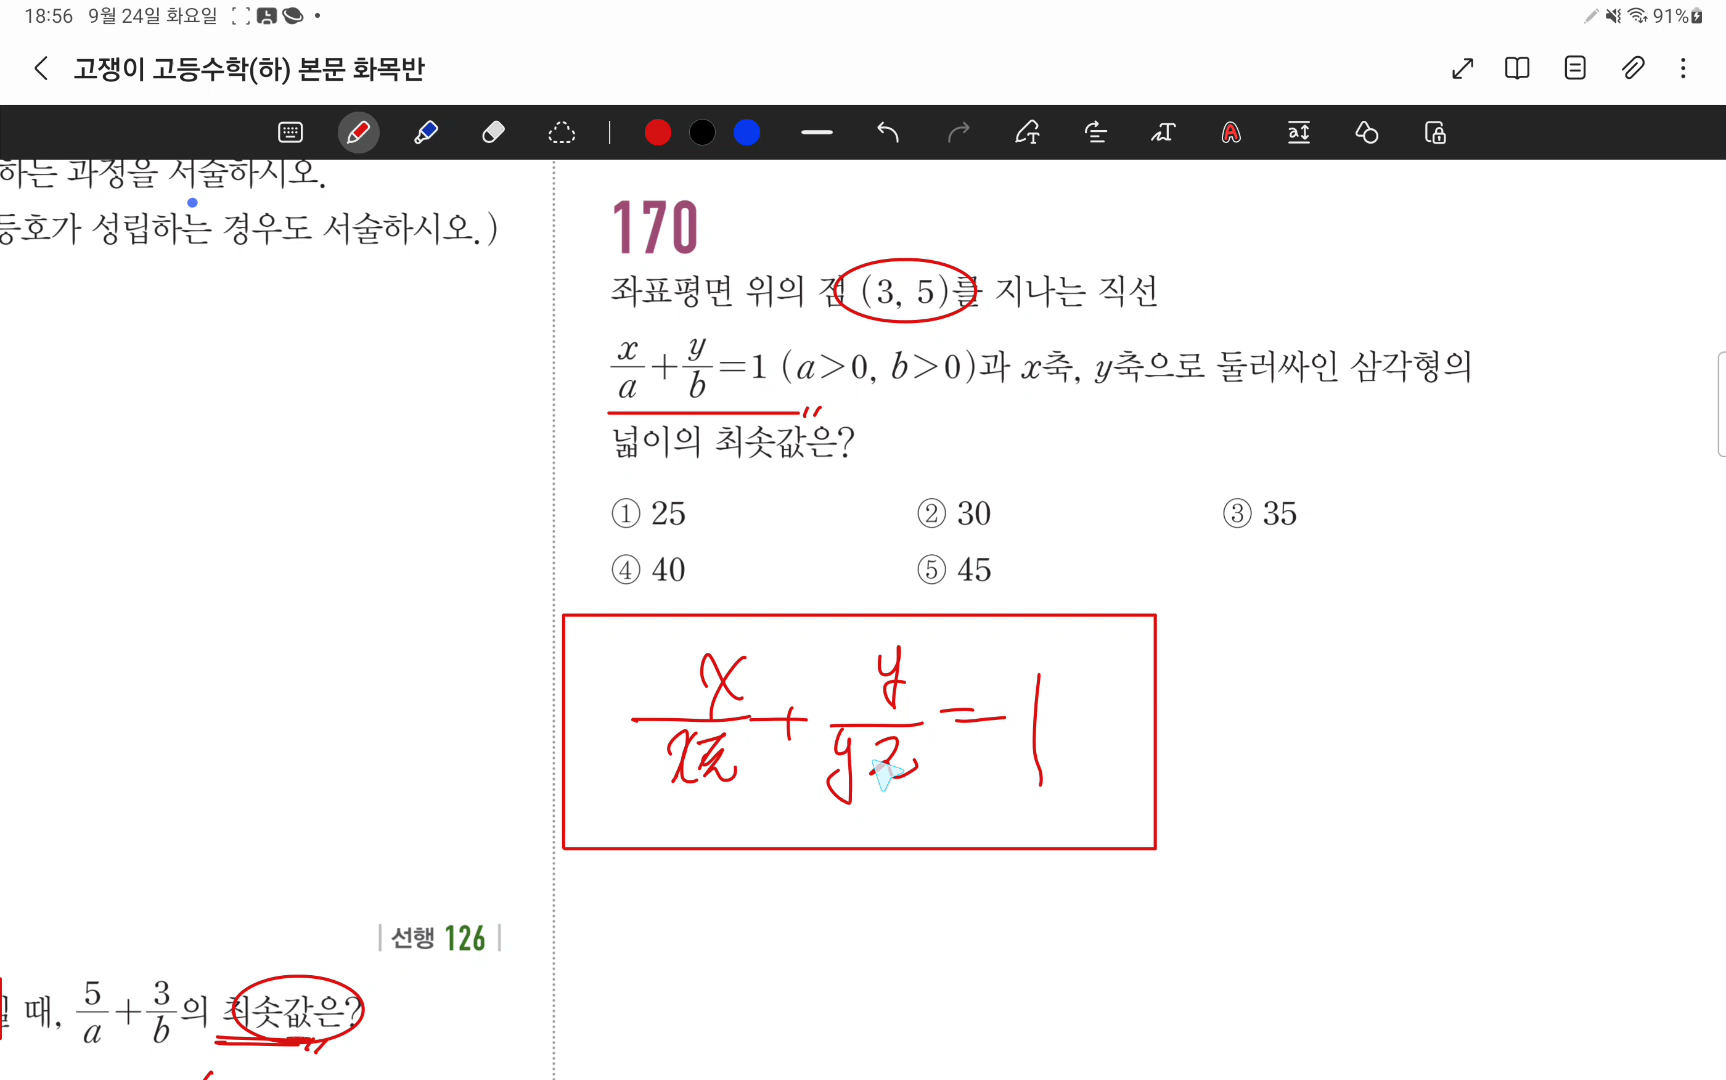 18:56 9월 24일 화요일
91%
고쟁이 고등수학(하) 본문 화목반
하는 과정을 서술하시오.
등호가 성립하는 경우도 서술하시오.)
선행 126
때, 5/a + 3/b의 최솟값은?
170
좌표평면 위의 점 (3, 5)를 지나는 직선
x/a + y/b = 1 (a>0, b>0)과 x축, y축으로 둘러싸인 삼각형의
넓이의 최솟값은?
① 25 ② 30 ③ 35
④ 40 ⑤ 45
x/x절 + y/y절 = 1